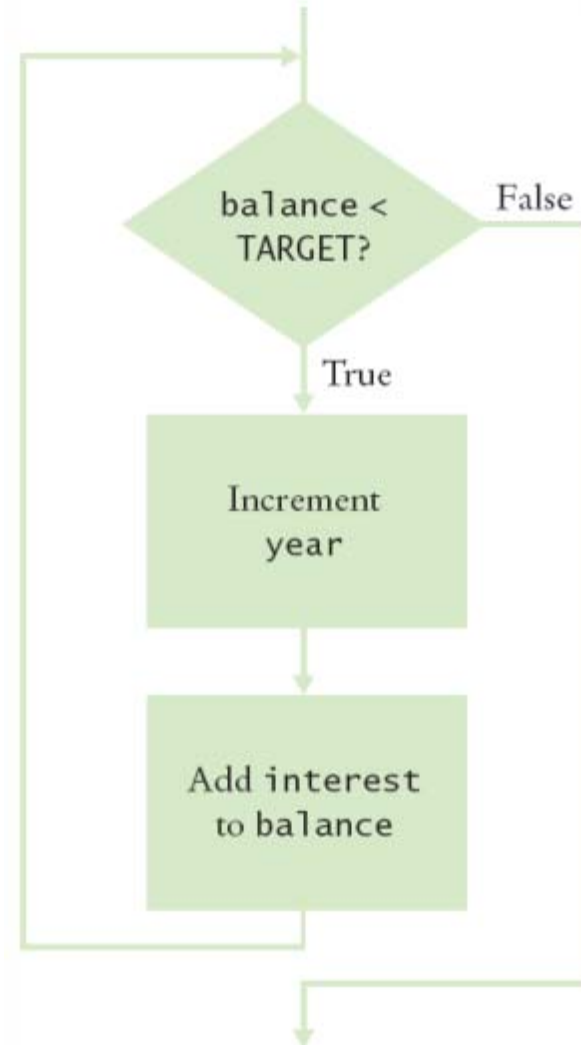 balance <
TARGET?
False
True
Increment
year
Add interest
to balance